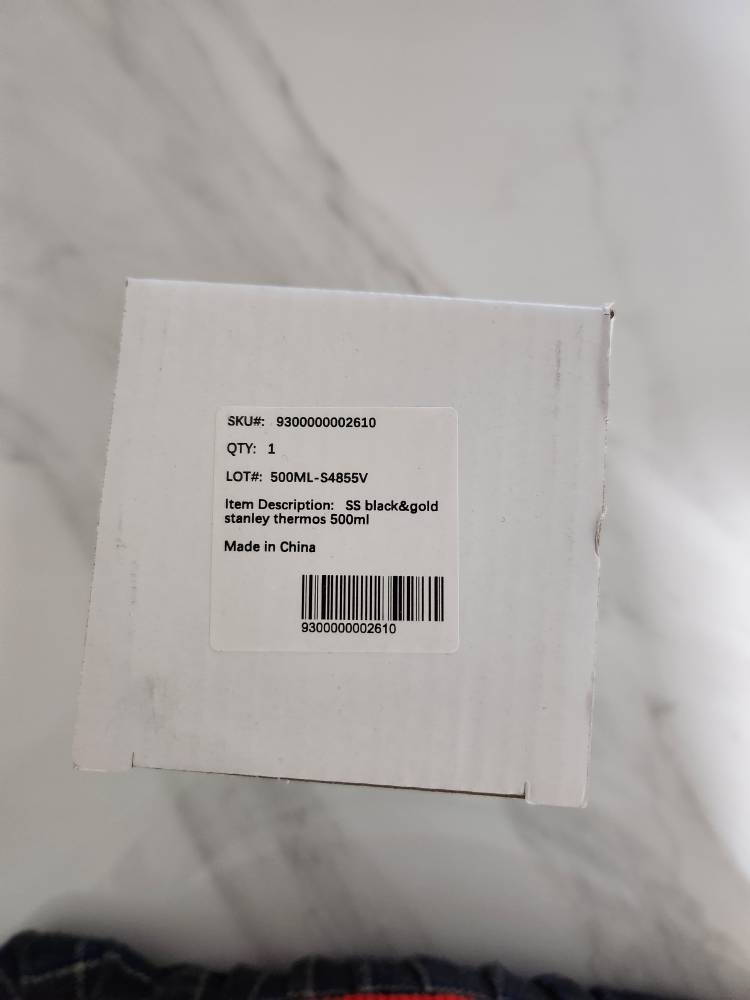 SKU#: 9300000002610
QTY: 1
LOT#: 500ML-S4855V
Item Description: SS black&gold
stanley thermos 500ml
Made in China
9300000002610